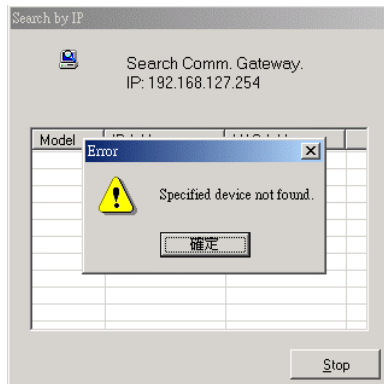 Search by IP
Search Comm. Gateway.
IP: 192.168.127.254
Model
Error
Specified device not found.
確定
Stop